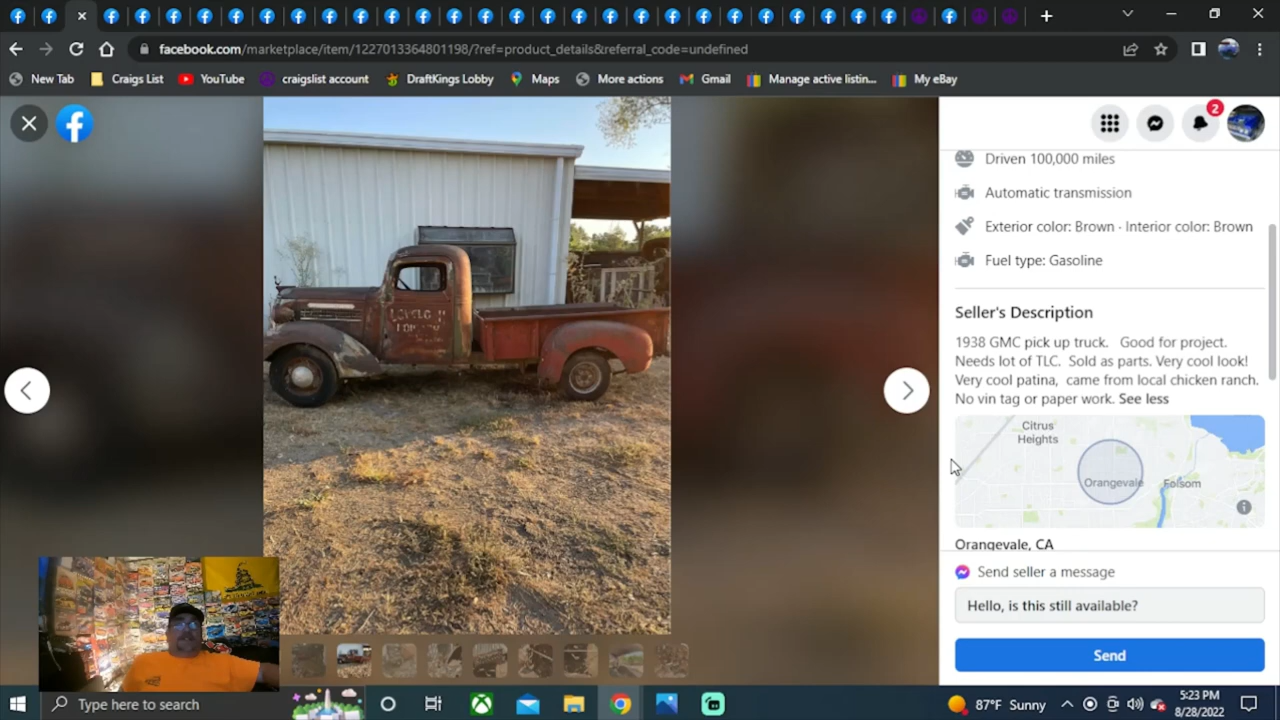 facebook.com/marketplace/item/1227013364801198/?ref=product_details&referral_code=undefined
New Tab Craigs List YouTube craigslist account DraftKings Lobby Maps More actions Gmail Manage active listin... My eBay
2
Driven 100,000 miles
Automatic transmission
Exterior color: Brown · Interior color: Brown
Fuel type: Gasoline
Seller's Description
1938 GMC pick up truck. Good for project.
Needs lot of TLC. Sold as parts. Very cool look!
Very cool patina, came from local chicken ranch.
No vin tag or paper work. See less
Citrus
Heights
Orangevale
Folsom
Orangevale, CA
Send seller a message
Hello, is this still available?
Send
Type here to search
87°F Sunny
5:23 PM
8/28/2022